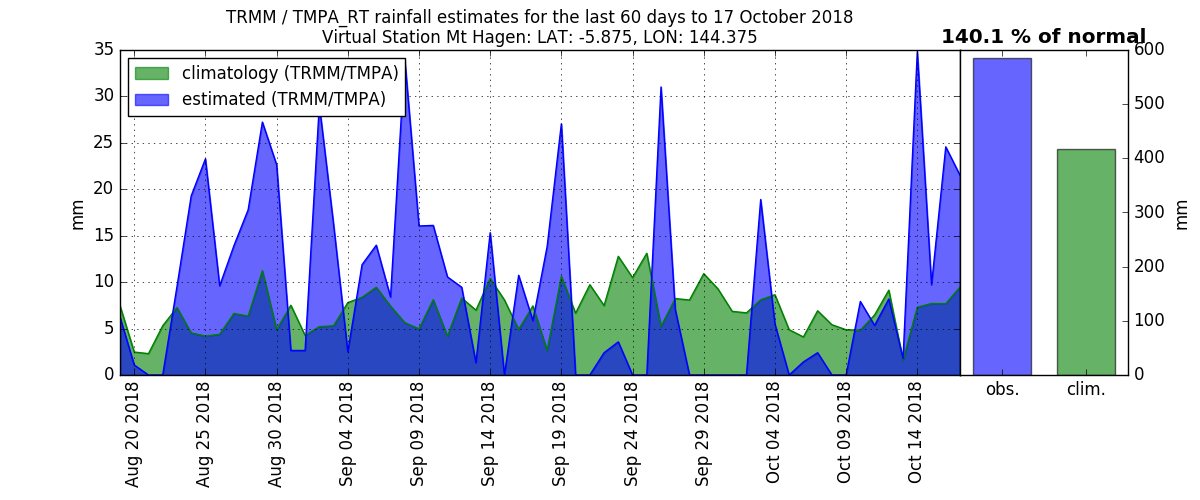 TRMM / TMPA_RT rainfall estimates for the last 60 days to 17 October 2018
Virtual Station Mt Hagen: LAT: -5.875, LON: 144.375
140.1 % of normal
climatology (TRMM/TMPA)
estimated (TRMM/TMPA)
35
30
25
20
15
10
5
0
mm
Aug 20 2018
Aug 25 2018
Aug 30 2018
Sep 04 2018
Sep 09 2018
Sep 14 2018
Sep 19 2018
Sep 24 2018
Sep 29 2018
Oct 04 2018
Oct 09 2018
Oct 14 2018
600
500
400
300
200
100
0
mm
obs.
clim.